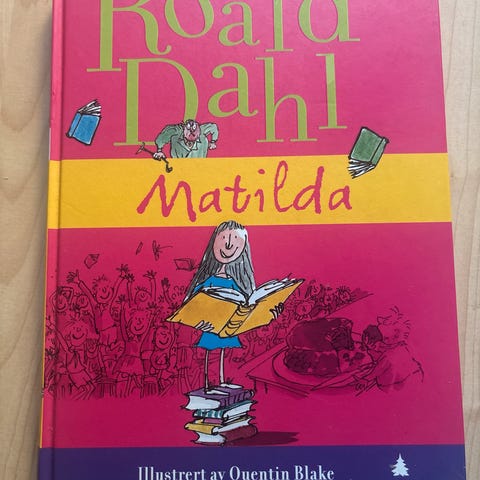 Roald
Dahl
Matilda
Illustrert av Quentin Blake